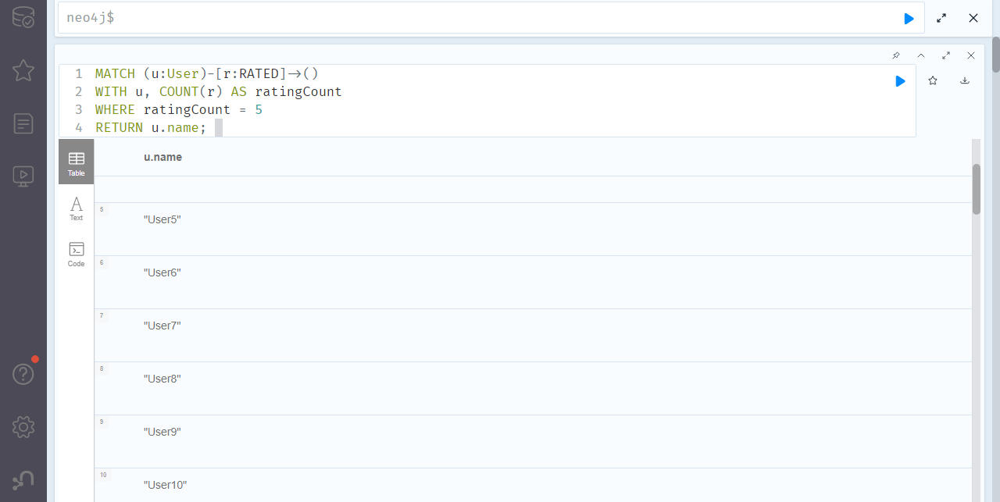 neo4j$
1 MATCH (u:User)-[r:RATED]->()
2 WITH u, COUNT(r) AS ratingCount
3 WHERE ratingCount = 5
4 RETURN u.name;
Table
u.name
Text
Code
5
"User5"
6
"User6"
7
"User7"
8
"User8"
9
"User9"
10
"User10"